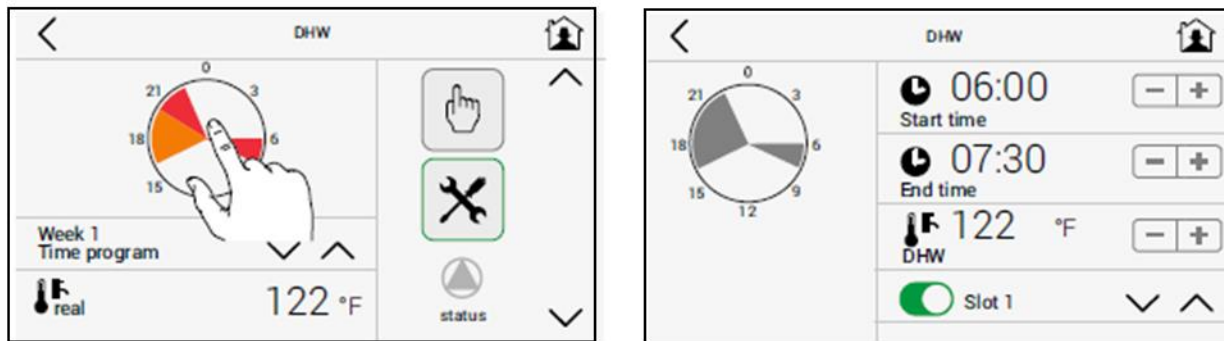 DHW
0
21
3
18
6
15
Week 1
Time program
real
122 °F
status
DHW
0
21
3
18
6
15
9
12
06:00
Start time
07:30
End time
122 °F
DHW
Slot 1